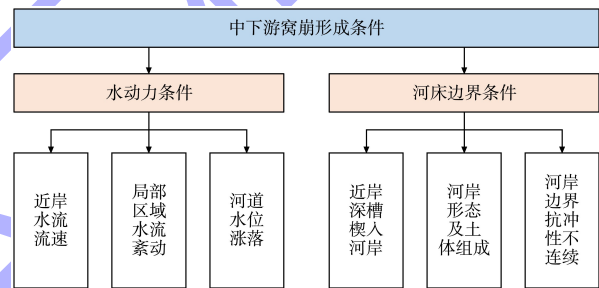 中下游窝崩形成条件
水动力条件
河床边界条件
近岸
水流
流速
局部
区域
水流
紊动
河道
水位
涨落
近岸
深槽
楔入
河岸
河岸
形态
及土
体组成
河岸
边界
抗冲
性不
连续